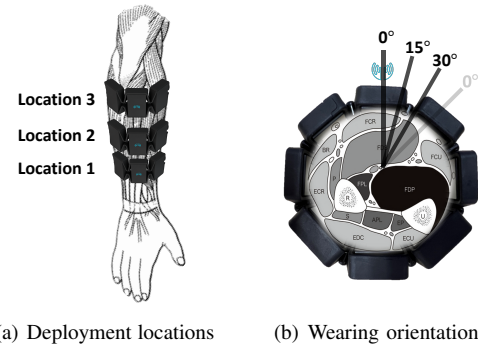 Location 3
Location 2
Location 1
0°
15°
30°
0°
FCR
BR
FCU
FPL
FDP
ECR
R
U
S
APL
EDC
ECU
(a) Deployment locations
(b) Wearing orientation